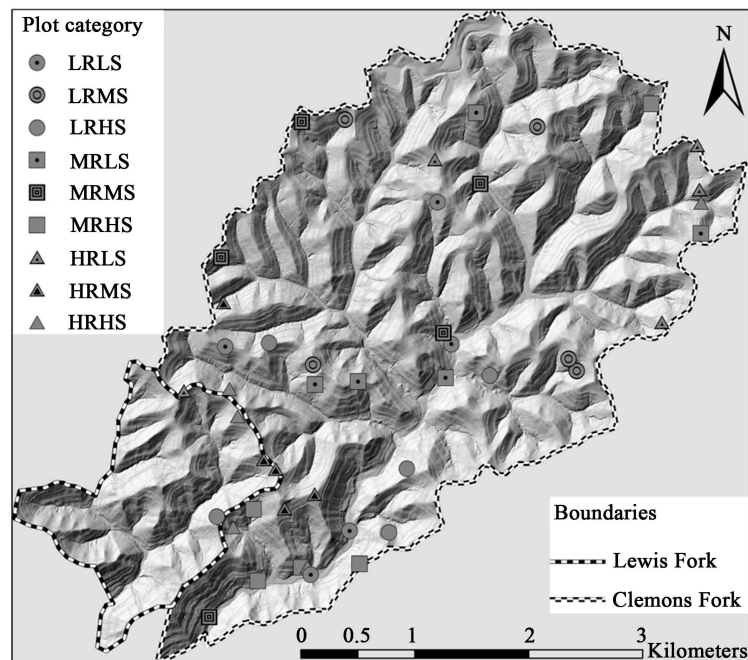 Plot category
LRLS
LRMS
LRHS
MRLS
MRMS
MRHS
HRLS
HRMS
HRHS
N
Boundaries
Lewis Fork
Clemons Fork
0 0.5 1 2 3
Kilometers